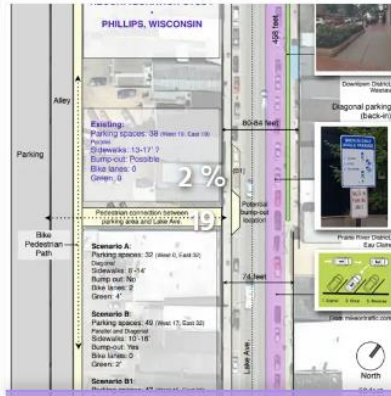 PHILLIPS, WISCONSIN
Alley
Parking
Bike
Pedestrian
Path
Existing:
Parking spaces: 38 (West 19, East 19)
Parallel
Sidewalks: 13-17' ?
Bump-out: Possible
Bike lanes: 0
Green: 0
2 %
19
Pedestrian connection between
parking area and Lake Ave.
Scenario A:
Parking spaces: 32 (West 0, East 32)
Diagonal
Sidewalks: 8'-14'
Bump out: No
Bike lanes: 2
Green: 4'
Scenario B:
Parking spaces: 49 (West 17, East 32)
Parallel and Diagonal
Sidewalks: 10'-16'
Bump-out: Yes
Bike lanes: 0
Green: 2'
Scenario B1:
498 feet
80-84 feet
Potential
bump-out
location
74 feet
Lake Ave.
Downtown District,
Wausau
Diagonal parking
(back-in)
Prairie River District,
Eau Claire
From
North